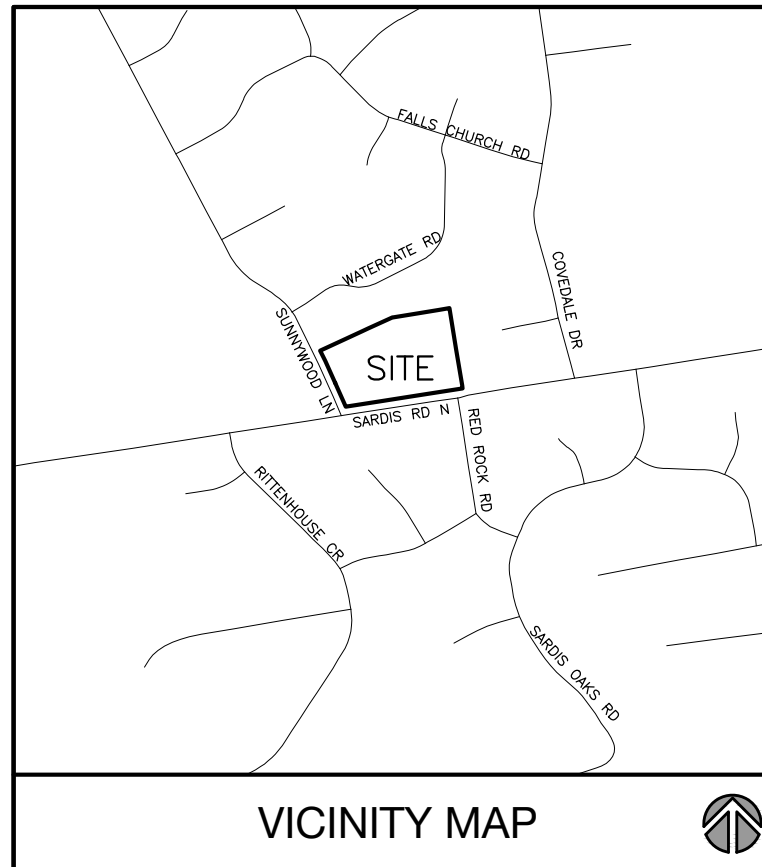 FALLS CHURCH RD
WATERGATE RD
COVEDALE DR
SUNNYWOOD LN
SITE
SARDIS RD N
RED ROCK RD
RITTENHOUSE CR
SARDIS OAKS RD
VICINITY MAP